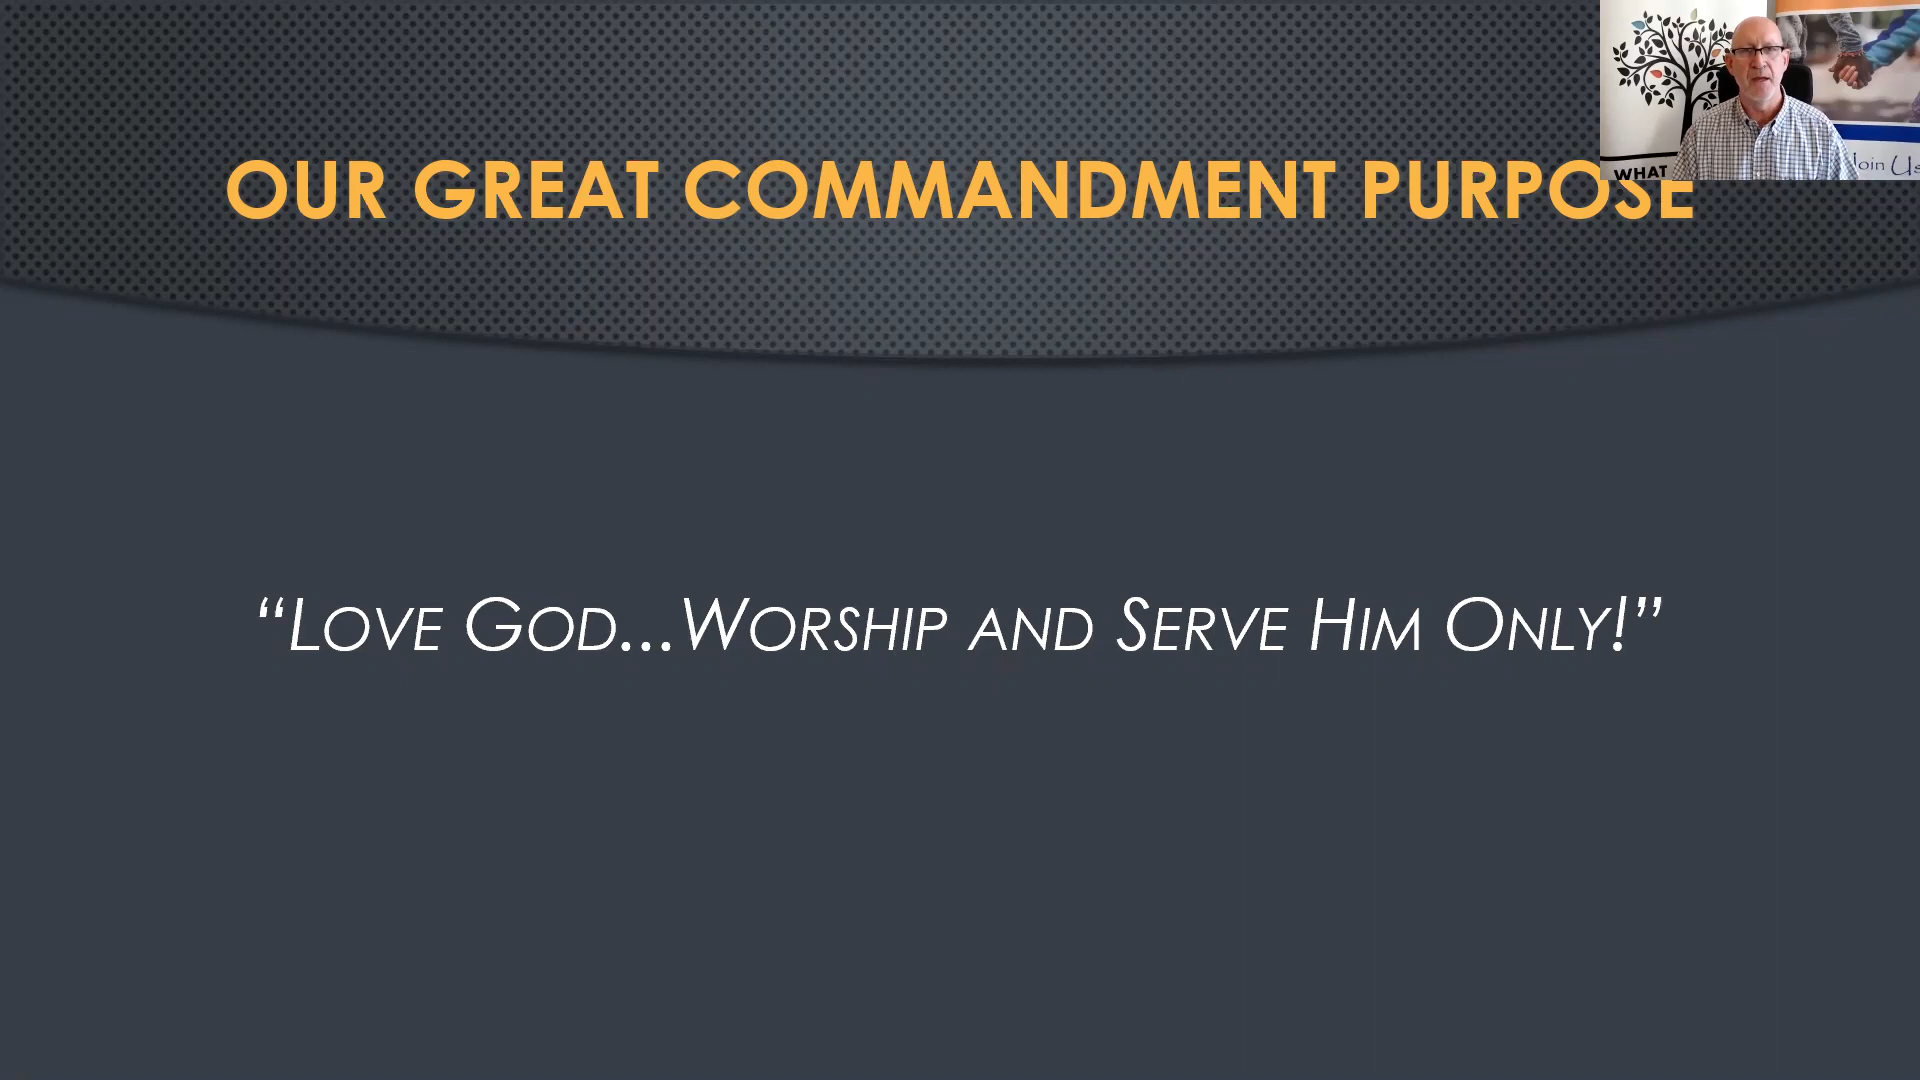 OUR GREAT COMMANDMENT PURPOSE
WHAT
Join Us
“LOVE GOD...WORSHIP AND SERVE HIM ONLY!”